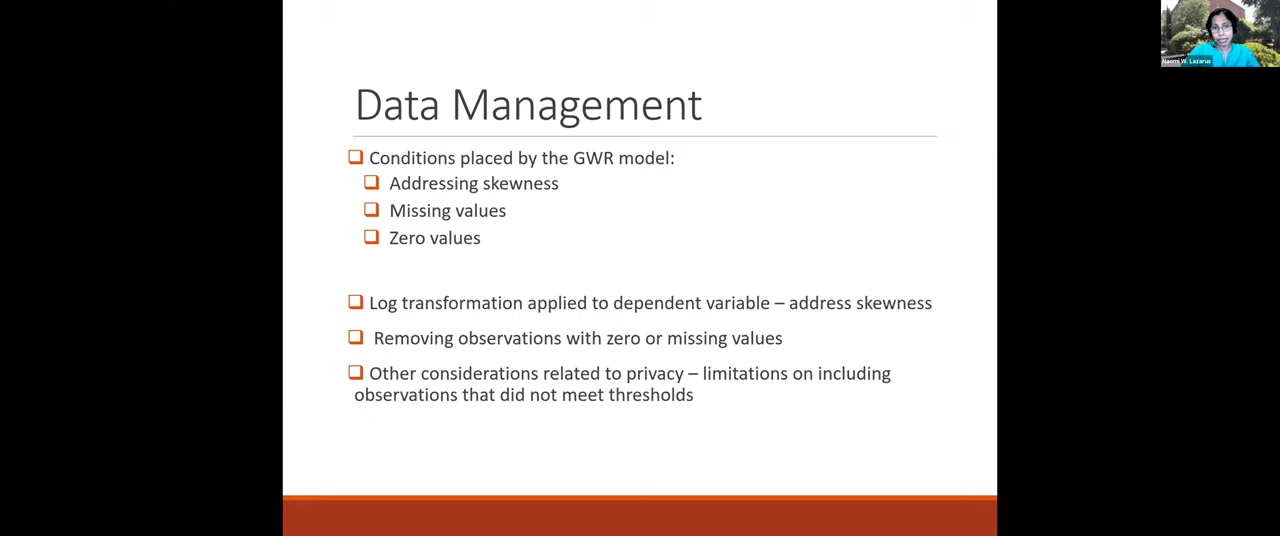 Naomi W. Lazarus
Data Management
Conditions placed by the GWR model:
Addressing skewness
Missing values
Zero values
Log transformation applied to dependent variable – address skewness
Removing observations with zero or missing values
Other considerations related to privacy – limitations on including
observations that did not meet thresholds